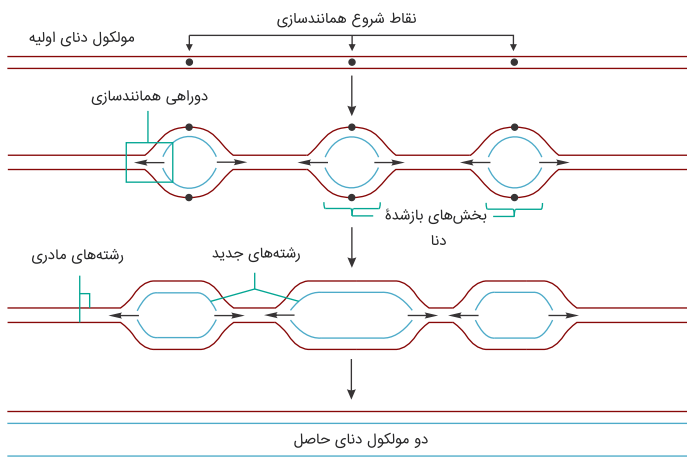 نقاط شروع همانندسازی
مولکول دنای اولیه
دوراهی همانندسازی
بخش‌های بازشدهٔ
دنا
رشته‌های جدید
رشته‌های مادری
دو مولکول دنای حاصل